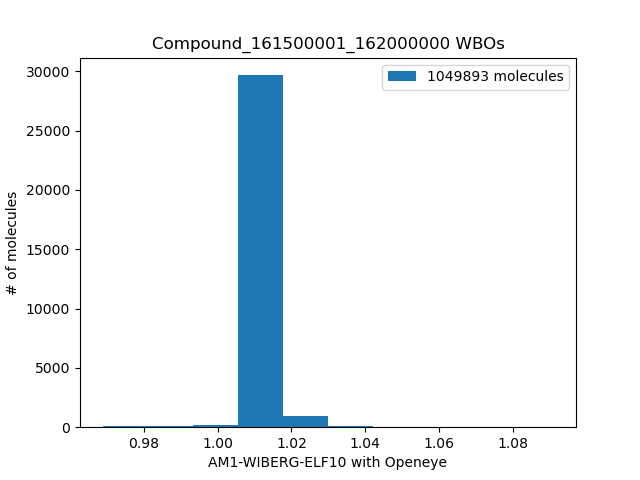 Compound_161500001_162000000 WBOs
1049893 molecules
# of molecules
30000
25000
20000
15000
10000
5000
0
0.98 1.00 1.02 1.04 1.06 1.08
AM1-WIBERG-ELF10 with Openeye